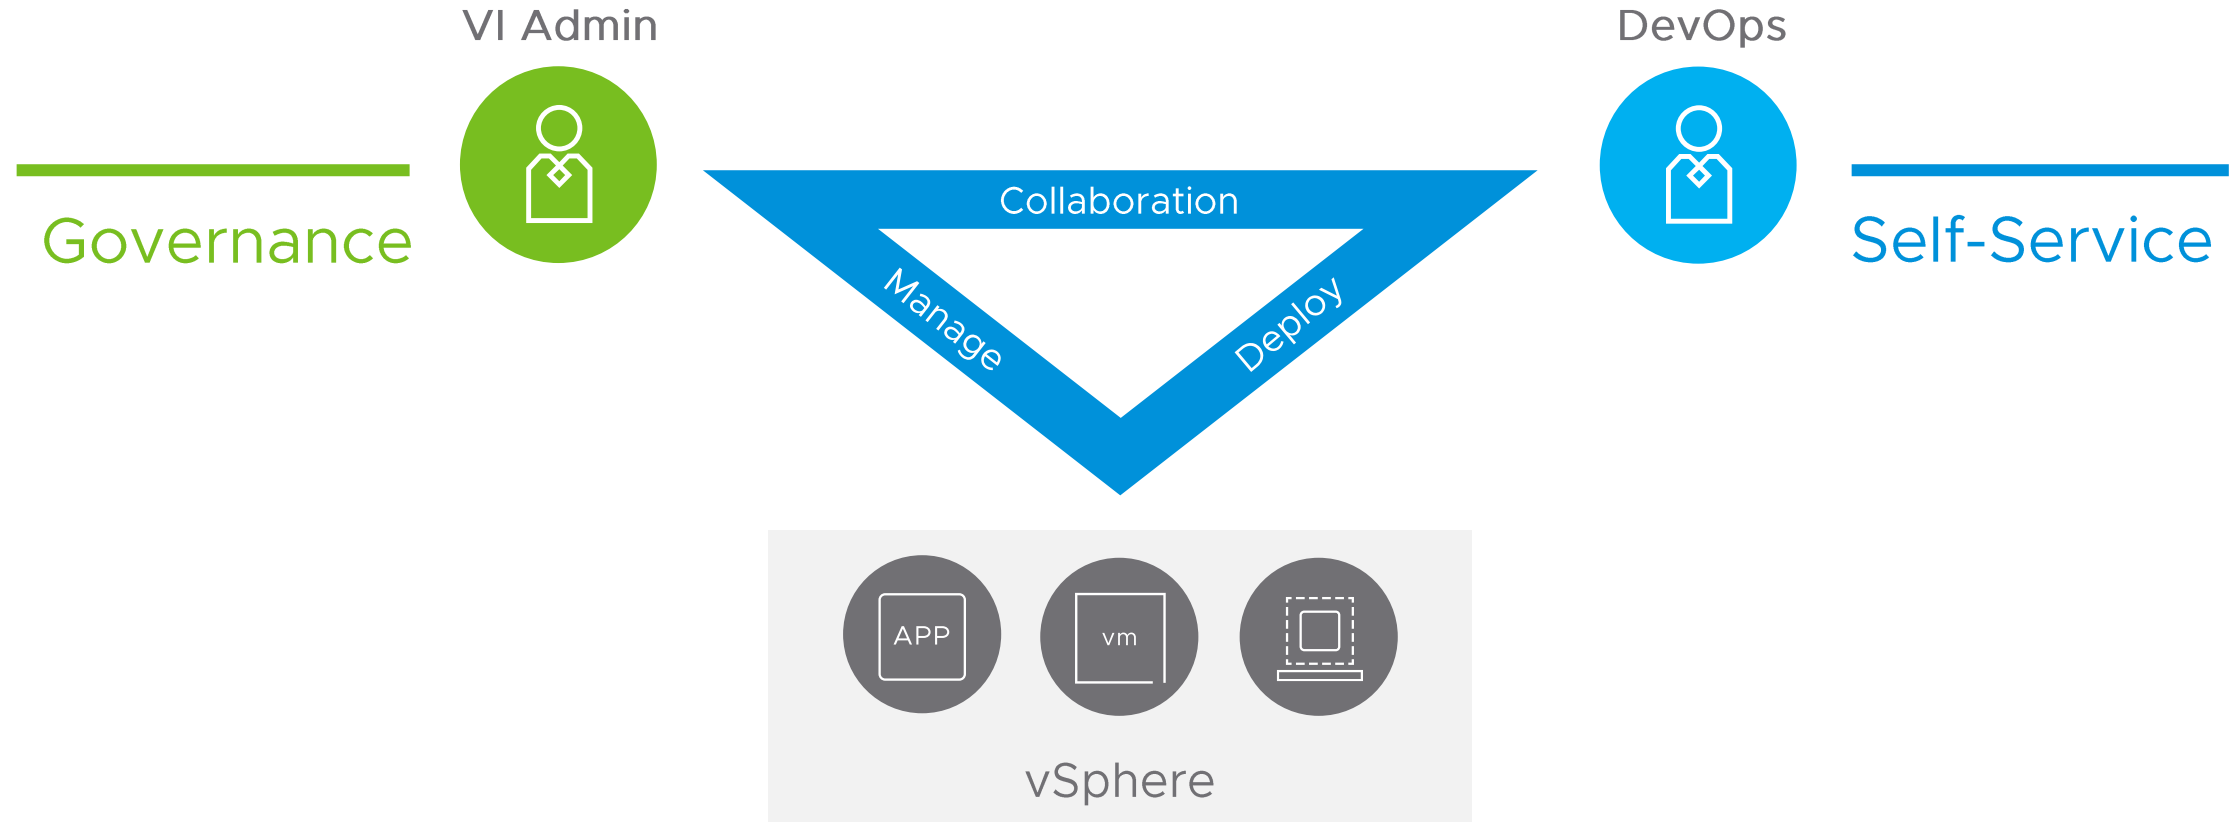 VI Admin
DevOps
Governance
Collaboration
Self-Service
Manage
Deploy
APP
vm
vSphere